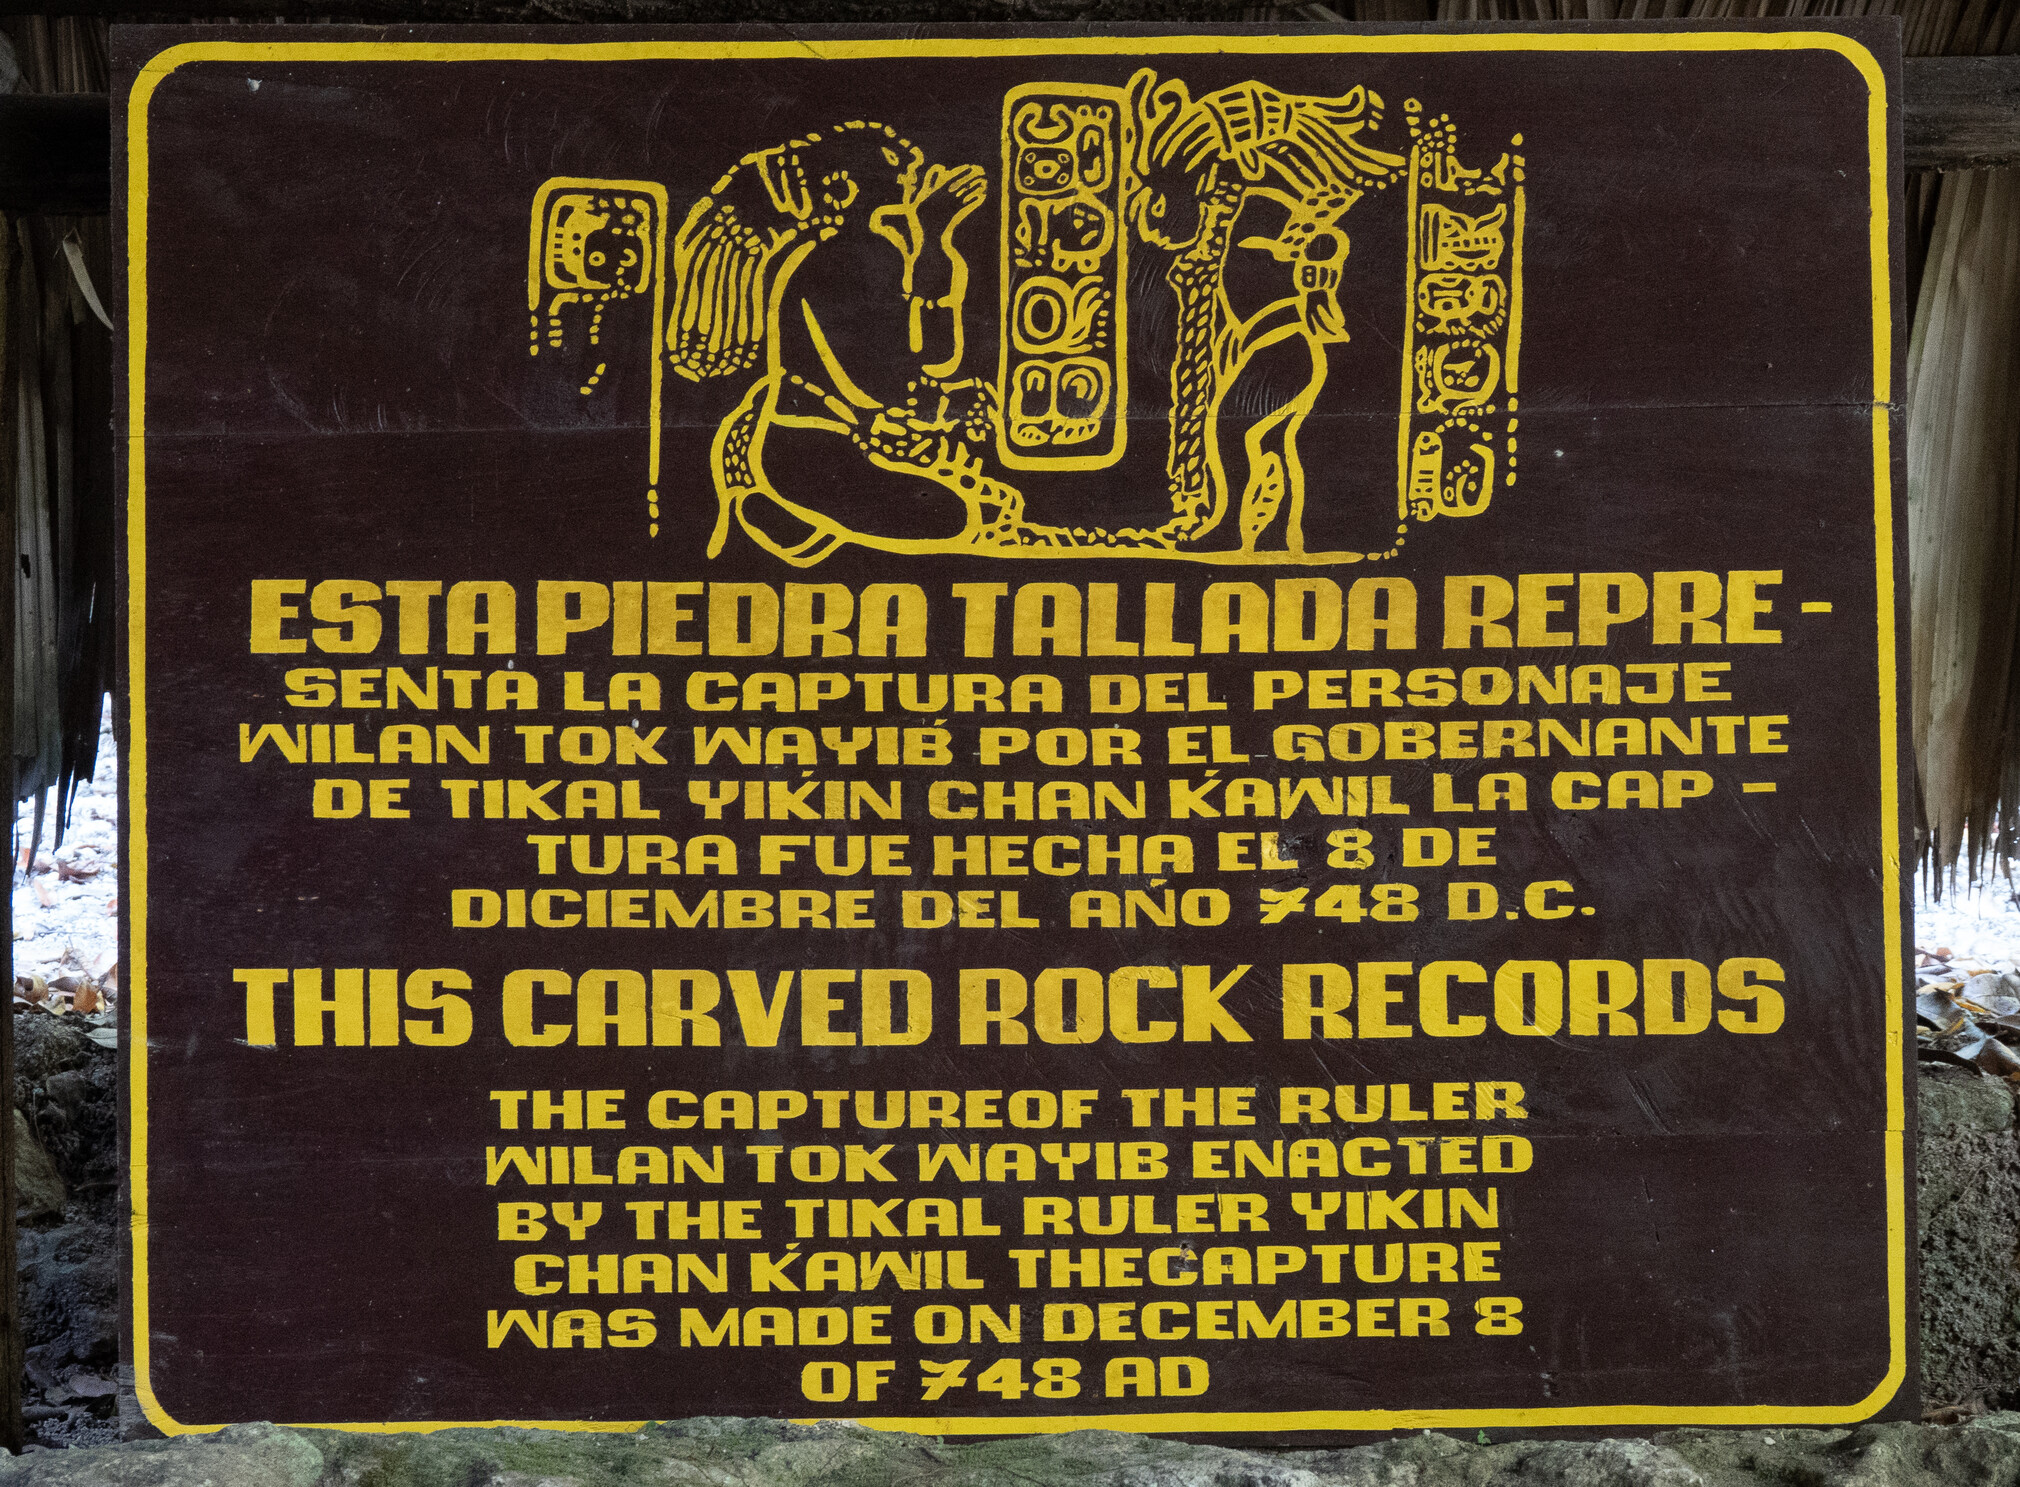 ESTA PIEDRA TALLADA REPRE-
SENTA LA CAPTURA DEL PERSONAJE
WILAN TOK WAYIB́ POR EL GOBERNANTE
DE TIKAL YIḰIN CHAN ḰAWIL LA CAP-
TURA FUE HECHA EL 8 DE
DICIEMBRE DEL AÑO 748 D.C.
THIS CARVED ROCK RECORDS
THE CAPTUREOF THE RULER
WILAN TOK WAYIB ENACTED
BY THE TIKAL RULER YIKIN
CHAN ḰAWIL THECAPTURE
WAS MADE ON DECEMBER 8
OF 748 AD